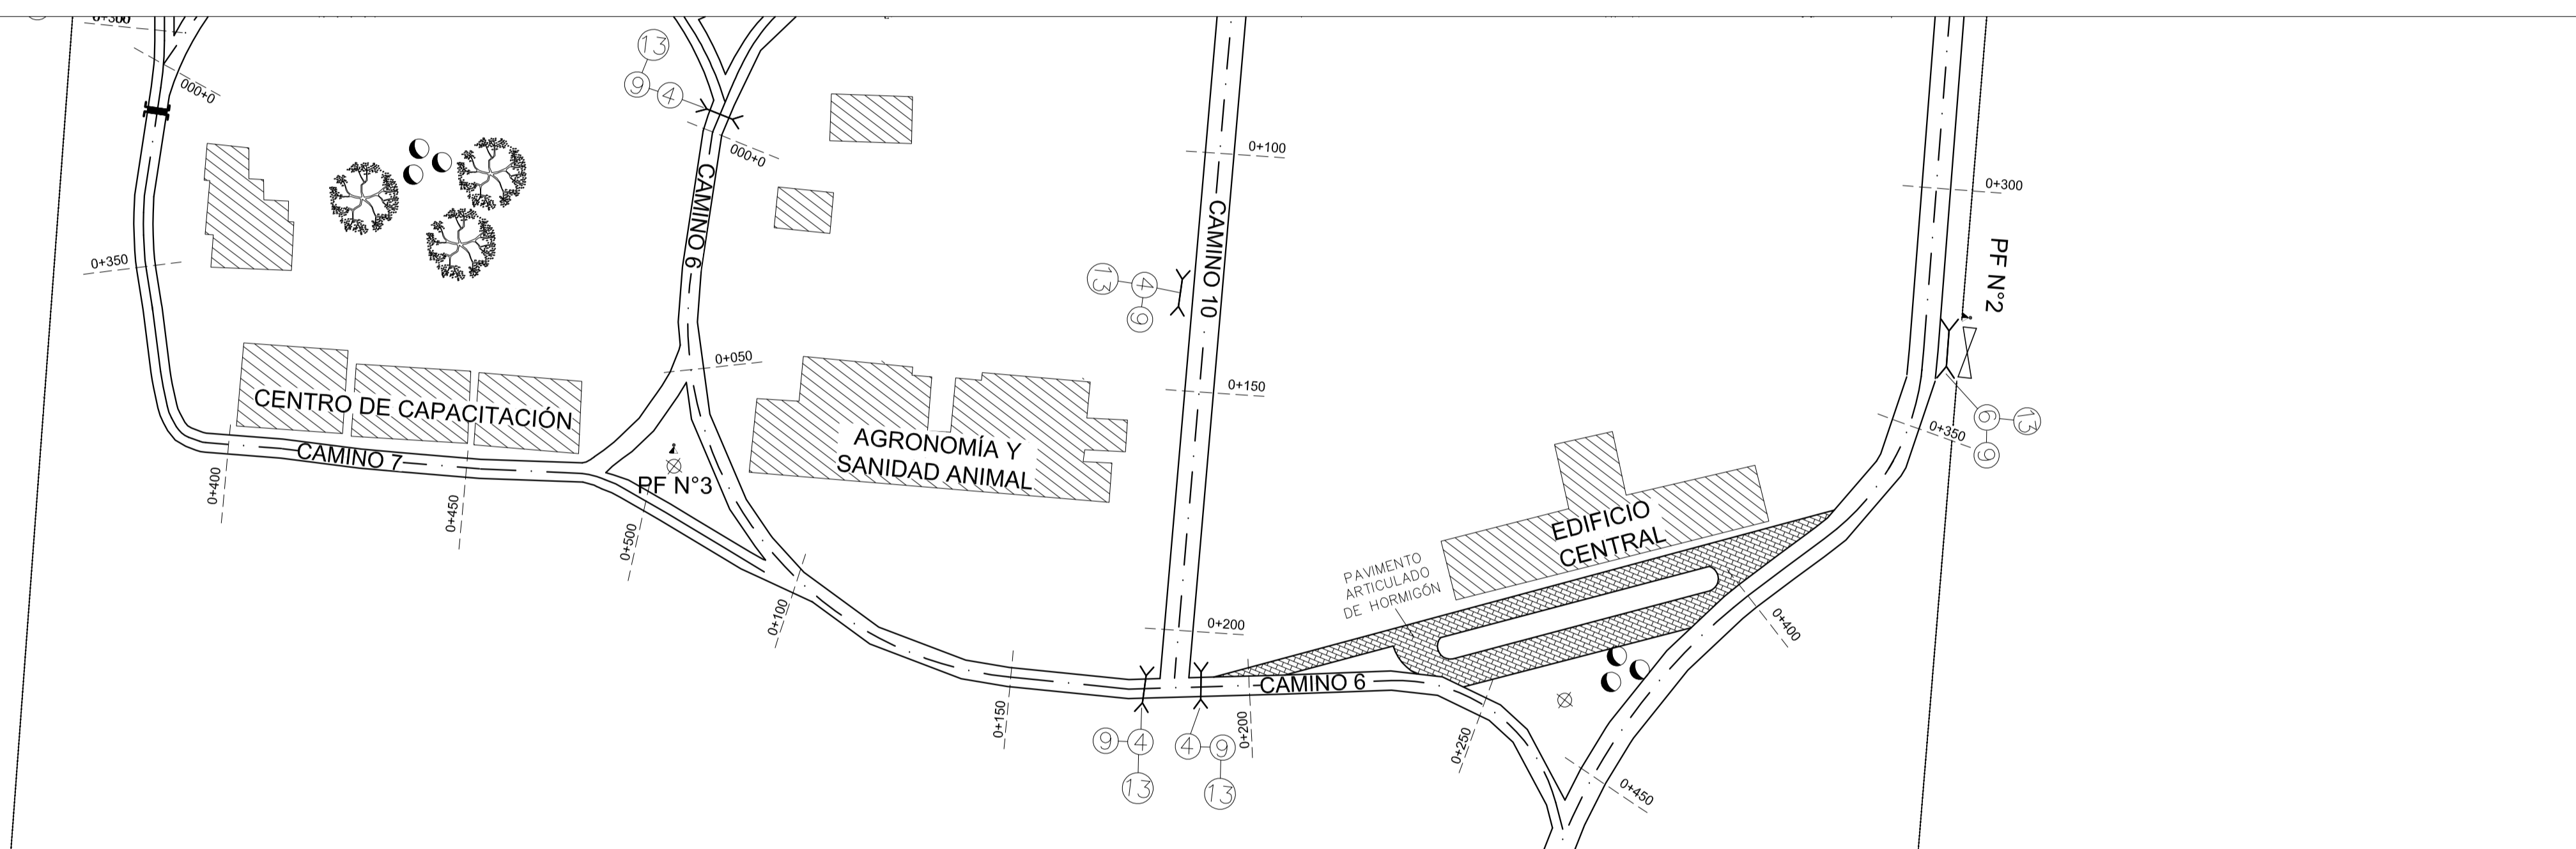 0+300
0+000
13
9
4
0+000
CAMINO 6
0+100
CAMINO 10
13
4
9
0+300
PF N°2
0+350
0+050
0+150
6
13
9
0+350
CENTRO DE CAPACITACIÓN
CAMINO 7
0+400
0+450
0+500
PF N°3
AGRONOMÍA Y
SANIDAD ANIMAL
EDIFICIO
CENTRAL
PAVIMENTO
ARTICULADO
DE HORMIGÓN
0+100
0+200
0+400
0+150
CAMINO 6
9
4
13
4
9
13
0+200
0+250
0+450